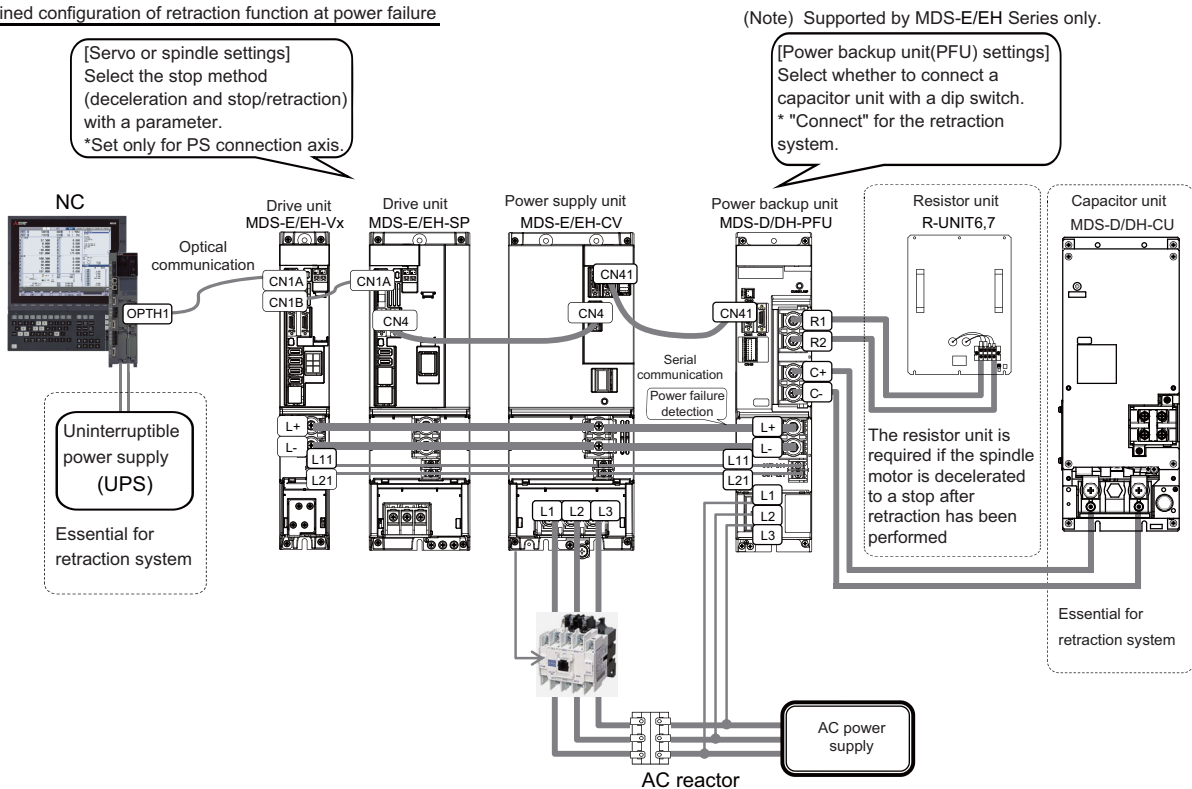 ined configuration of retraction function at power failure
(Note) Supported by MDS-E/EH Series only.
[Servo or spindle settings]
Select the stop method
(deceleration and stop/retraction)
with a parameter.
*Set only for PS connection axis.
[Power backup unit(PFU) settings]
Select whether to connect a
capacitor unit with a dip switch.
* "Connect" for the retraction
system.
NC
Optical
communication
OPTH1
Uninterruptible
power supply
(UPS)
Essential for
retraction system
Drive unit
MDS-E/EH-Vx
CN1A
CN1B
L+
L-
L11
L21
Drive unit
MDS-E/EH-SP
CN1A
CN4
Power supply unit
MDS-E/EH-CV
CN41
CN4
L1
L2
L3
Serial
communication
Power failure
detection
Power backup unit
MDS-D/DH-PFU
CN41
R1
R2
C+
C-
L+
L-
L11
L21
L1
L2
L3
Resistor unit
R-UNIT6,7
The resistor unit is
required if the spindle
motor is decelerated
to a stop after
retraction has been
performed
Capacitor unit
MDS-D/DH-CU
Essential for
retraction system
AC reactor
AC power
supply